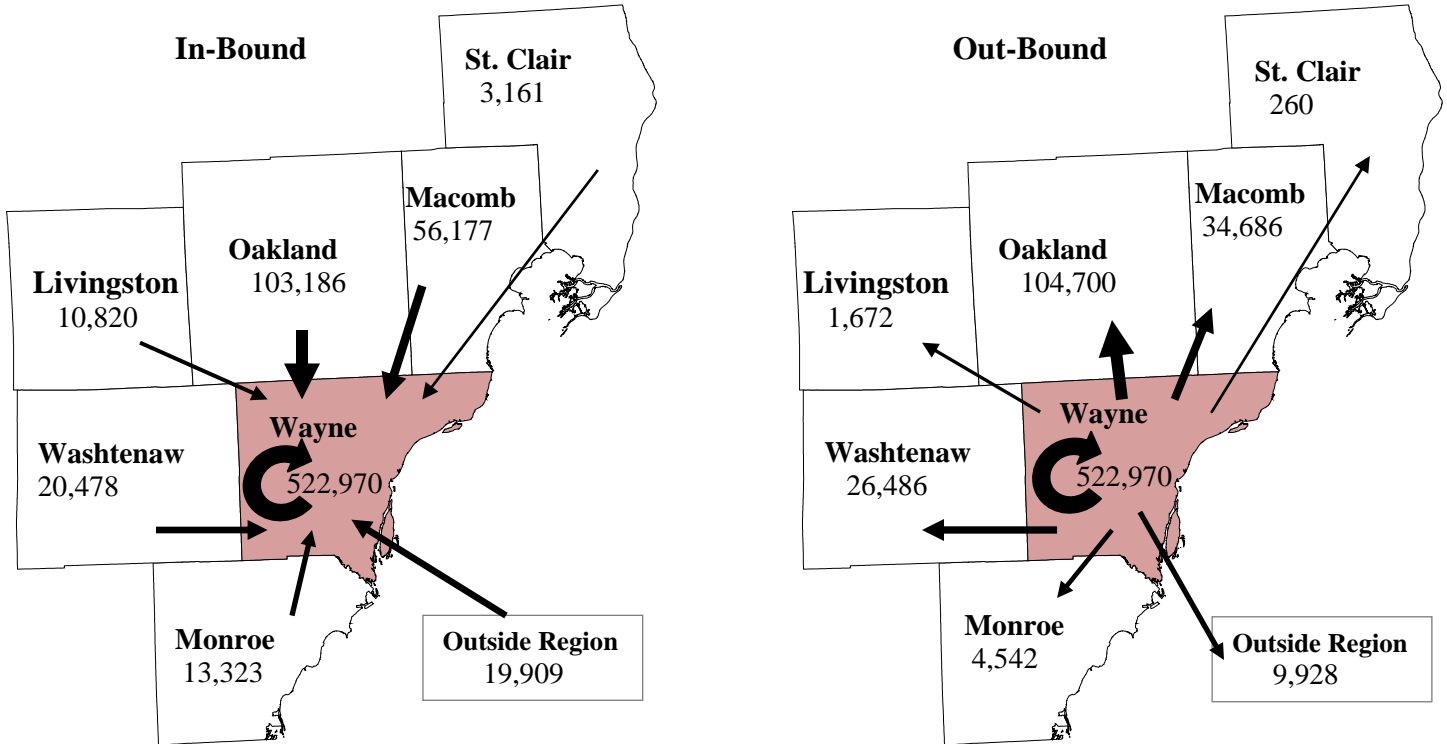 In-Bound
St. Clair
3,161
Macomb
56,177
Oakland
103,186
Livingston
10,820
Wayne
522,970
Washtenaw
20,478
Monroe
13,323
Outside Region
19,909
Out-Bound
St. Clair
260
Macomb
34,686
Oakland
104,700
Livingston
1,672
Wayne
522,970
Washtenaw
26,486
Monroe
4,542
Outside Region
9,928